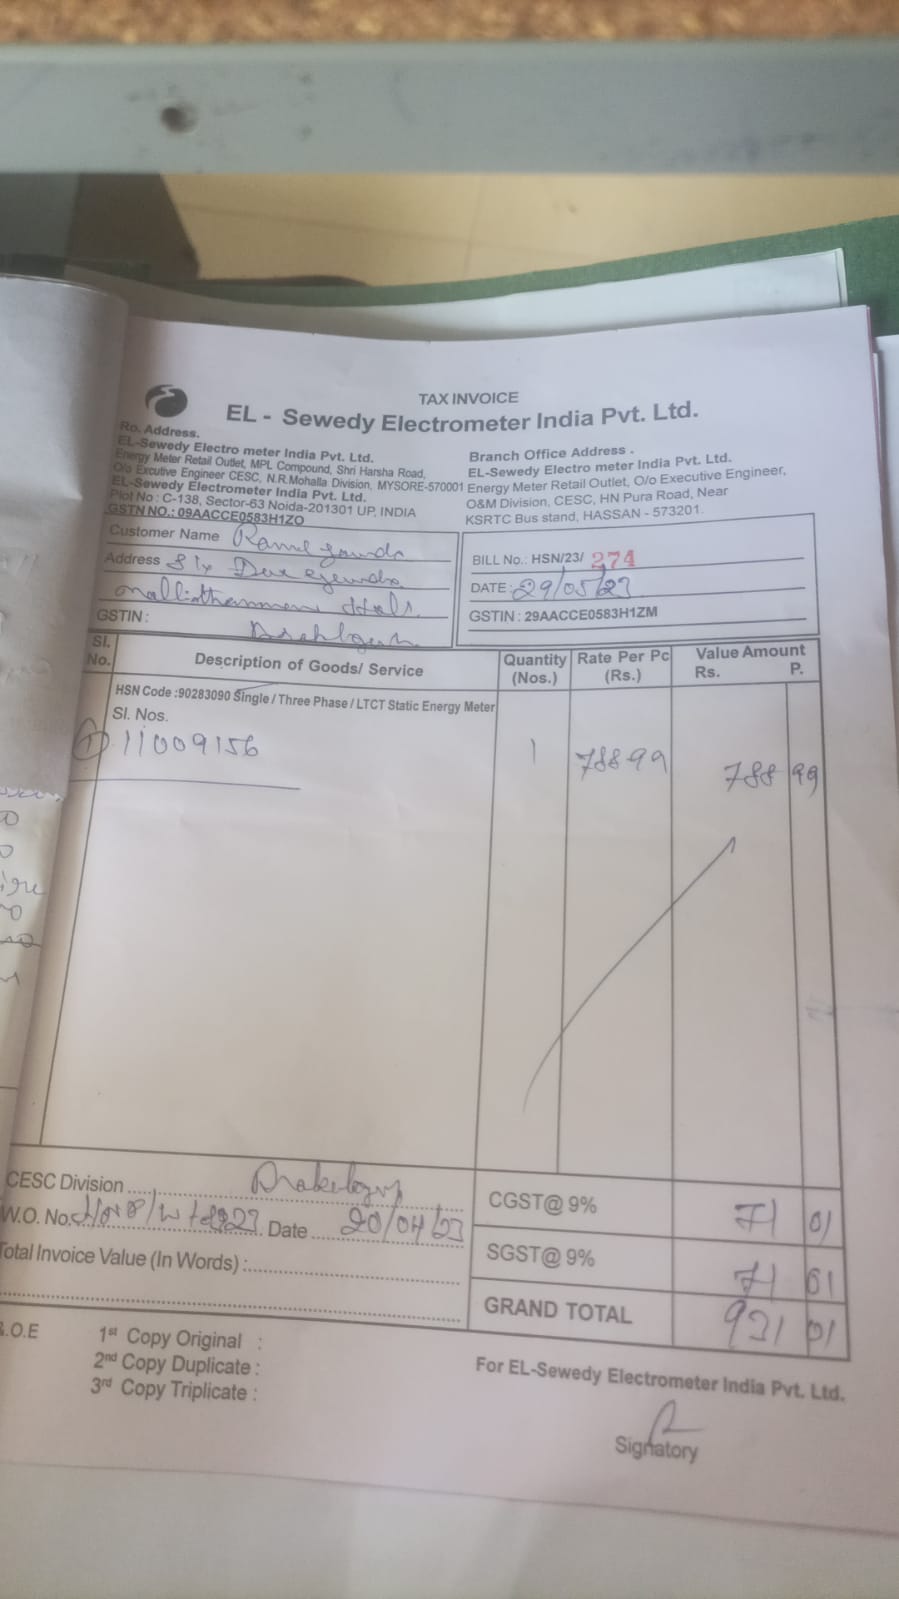 TAX INVOICE
EL - Sewedy Electrometer India Pvt. Ltd.
Ro. Address.
EL-Sewedy Electro meter India Pvt. Ltd.
Energy Meter Retail Outlet, MPL Compound, Shri Harsha Road,
O/o Excutive Engineer CESC, N.R.Mohalla Division, MYSORE-570001
EL-Sewedy Electrometer India Pvt. Ltd.
Plot No : C-138, Sector-63 Noida-201301 UP, INDIA
GSTN NO.: 09AACCE0583H1ZO
Branch Office Address .
EL-Sewedy Electro meter India Pvt. Ltd.
Energy Meter Retail Outlet, O/o Executive Engineer,
O&M Division, CESC, HN Pura Road, Near
KSRTC Bus stand, HASSAN - 573201.
Customer Name
Address
GSTIN :
BILL No.: HSN/23/ 274
DATE : 29/05/23
GSTIN : 29AACCE0583H1ZM
Sl. No. Description of Goods/ Service Quantity (Nos.) Rate Per Pc (Rs.) Value Amount Rs. P.
HSN Code :90283090 Single / Three Phase / LTCT Static Energy Meter
Sl. Nos.
① 11009156 1 788 99 788 99
CESC Division
W.O. No. Date 20/04/23
Total Invoice Value (In Words) :
CGST@ 9% 71 01
SGST@ 9% 71 01
GRAND TOTAL 931 01
.O.E
1st Copy Original :
2nd Copy Duplicate :
3rd Copy Triplicate :
For EL-Sewedy Electrometer India Pvt. Ltd.
Signatory